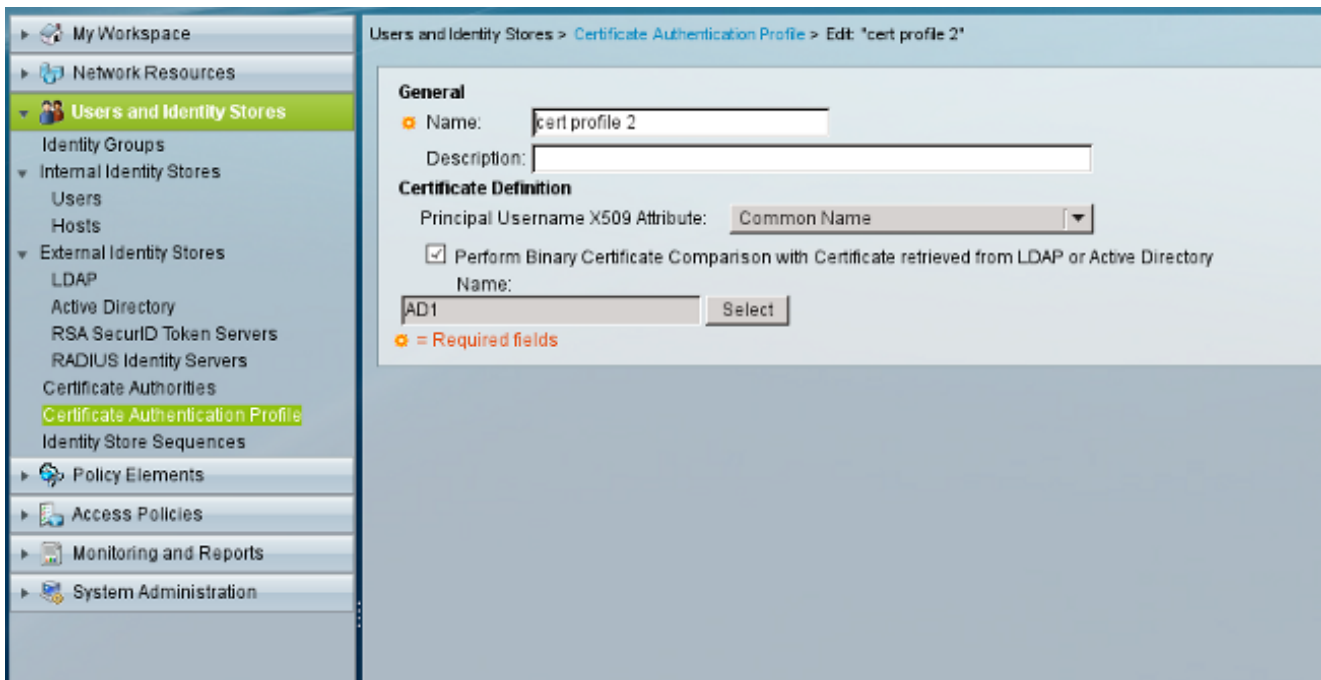 My Workspace
Network Resources
Users and Identity Stores
Identity Groups
Internal Identity Stores
Users
Hosts
External Identity Stores
LDAP
Active Directory
RSA SecurID Token Servers
RADIUS Identity Servers
Certificate Authorities
Certificate Authentication Profile
Identity Store Sequences
Policy Elements
Access Policies
Monitoring and Reports
System Administration
Users and Identity Stores > Certificate Authentication Profile > Edit: "cert profile 2"
General
Name: cert profile 2
Description:
Certificate Definition
Principal Username X509 Attribute: Common Name
Perform Binary Certificate Comparison with Certificate retrieved from LDAP or Active Directory
Name:
AD1 Select
= Required fields